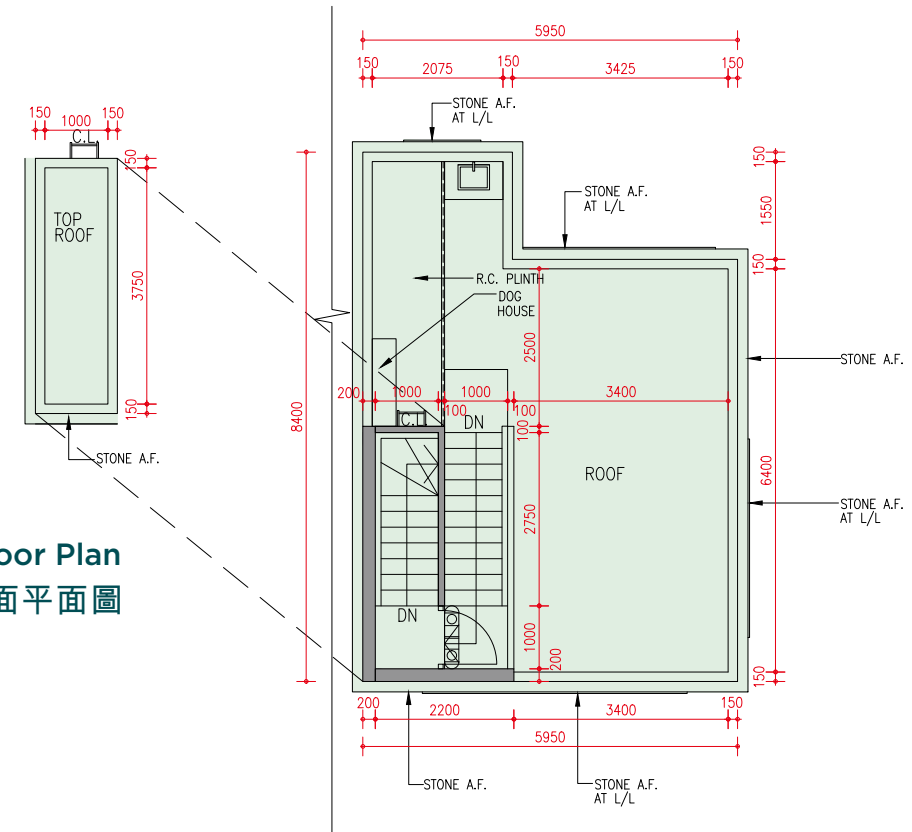 5950
150
2075
150
3425
150
STONE A.F.
AT L/L
150
1000
150
C.L.
150
TOP
ROOF
3750
150
STONE A.F.
150
1550
150
STONE A.F.
AT L/L
R.C. PLINTH
DOG
HOUSE
2500
STONE A.F.
8400
200
1000
100
1000
100
3400
C.L.
DN
100
ROOF
6400
STONE A.F.
AT L/L
2750
oor Plan
面平面圖
DN
1000
200
150
200
2200
3400
150
5950
STONE A.F.
STONE A.F.
AT L/L